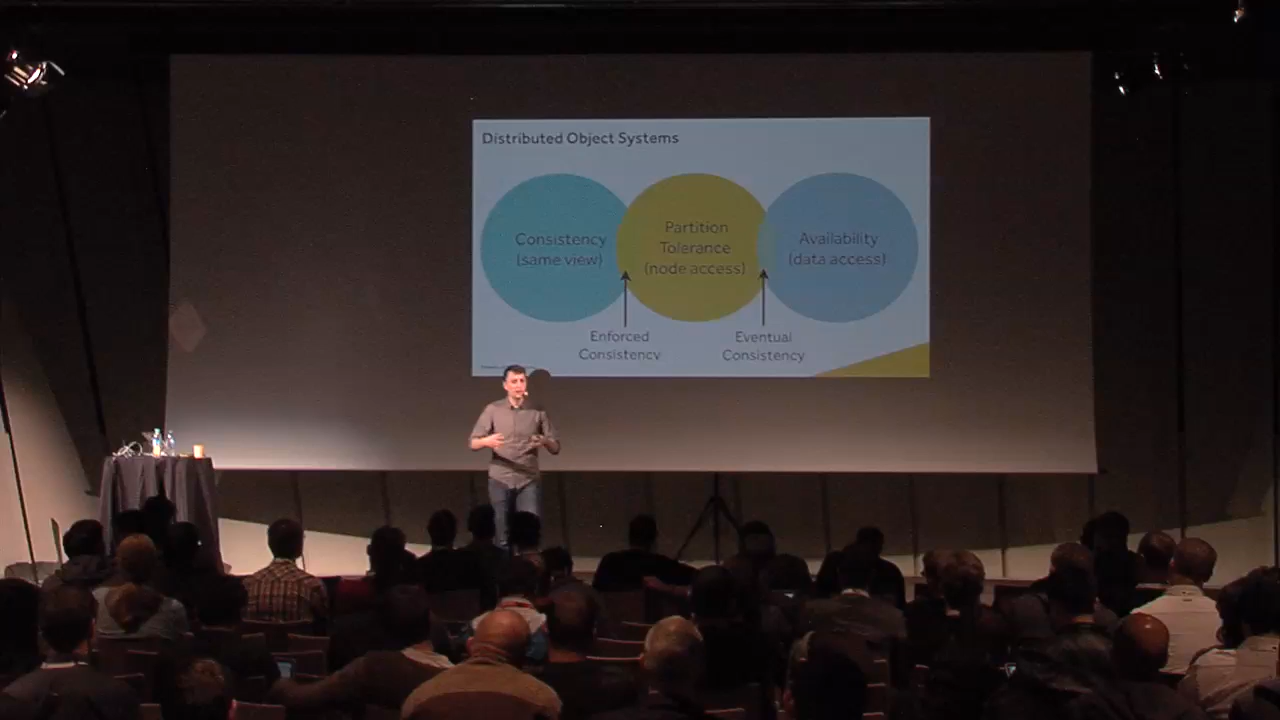 Distributed Object Systems
Consistency
(same view)
Partition
Tolerance
(node access)
Availability
(data access)
Enforced
Consistency
Eventual
Consistency